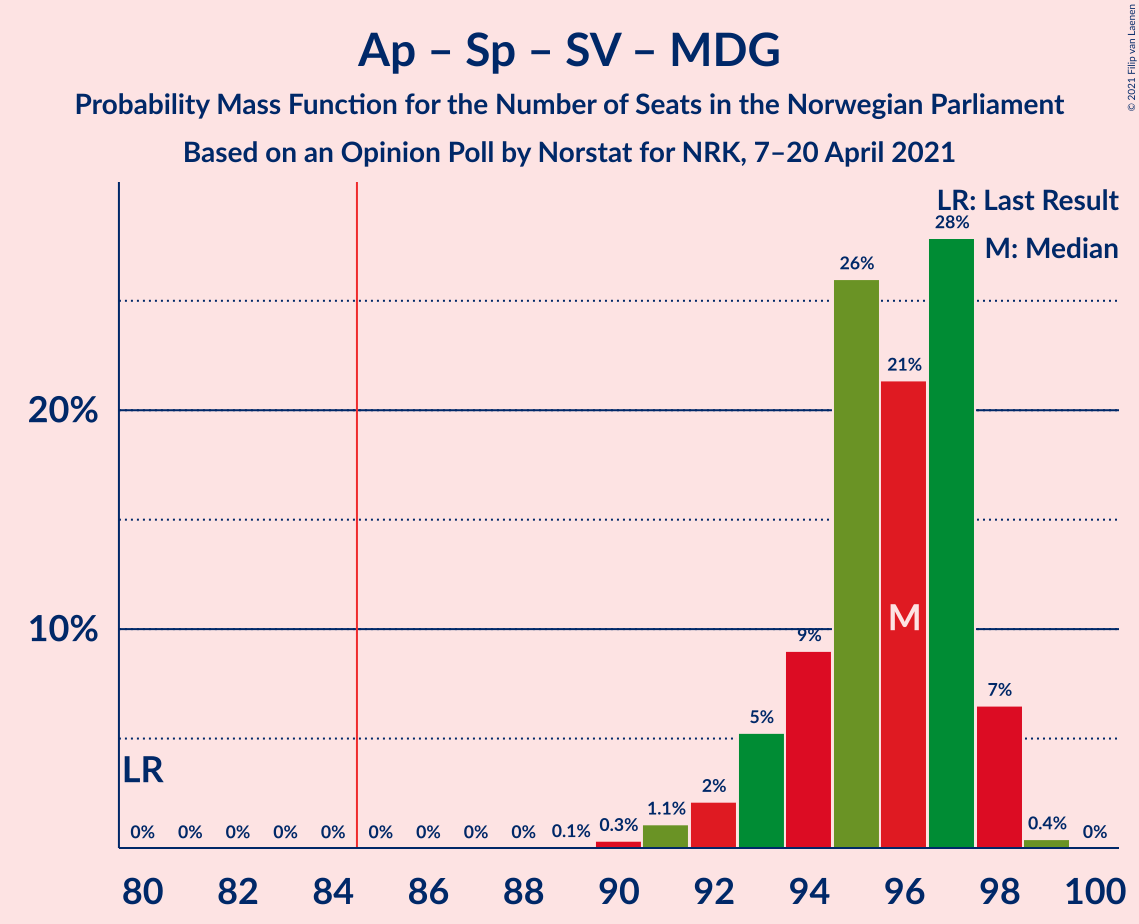 Ap – Sp – SV – MDG
Probability Mass Function for the Number of Seats in the Norwegian Parliament
Based on an Opinion Poll by Norstat for NRK, 7–20 April 2021
© 2021 Filip van Laenen
LR: Last Result
M: Median
28%
26%
21%
20%
M
10%
9%
7%
5%
LR
2%
1.1%
0% 0% 0% 0% 0% 0% 0% 0% 0% 0.1% 0.3% 0.4% 0%
80 82 84 86 88 90 92 94 96 98 100